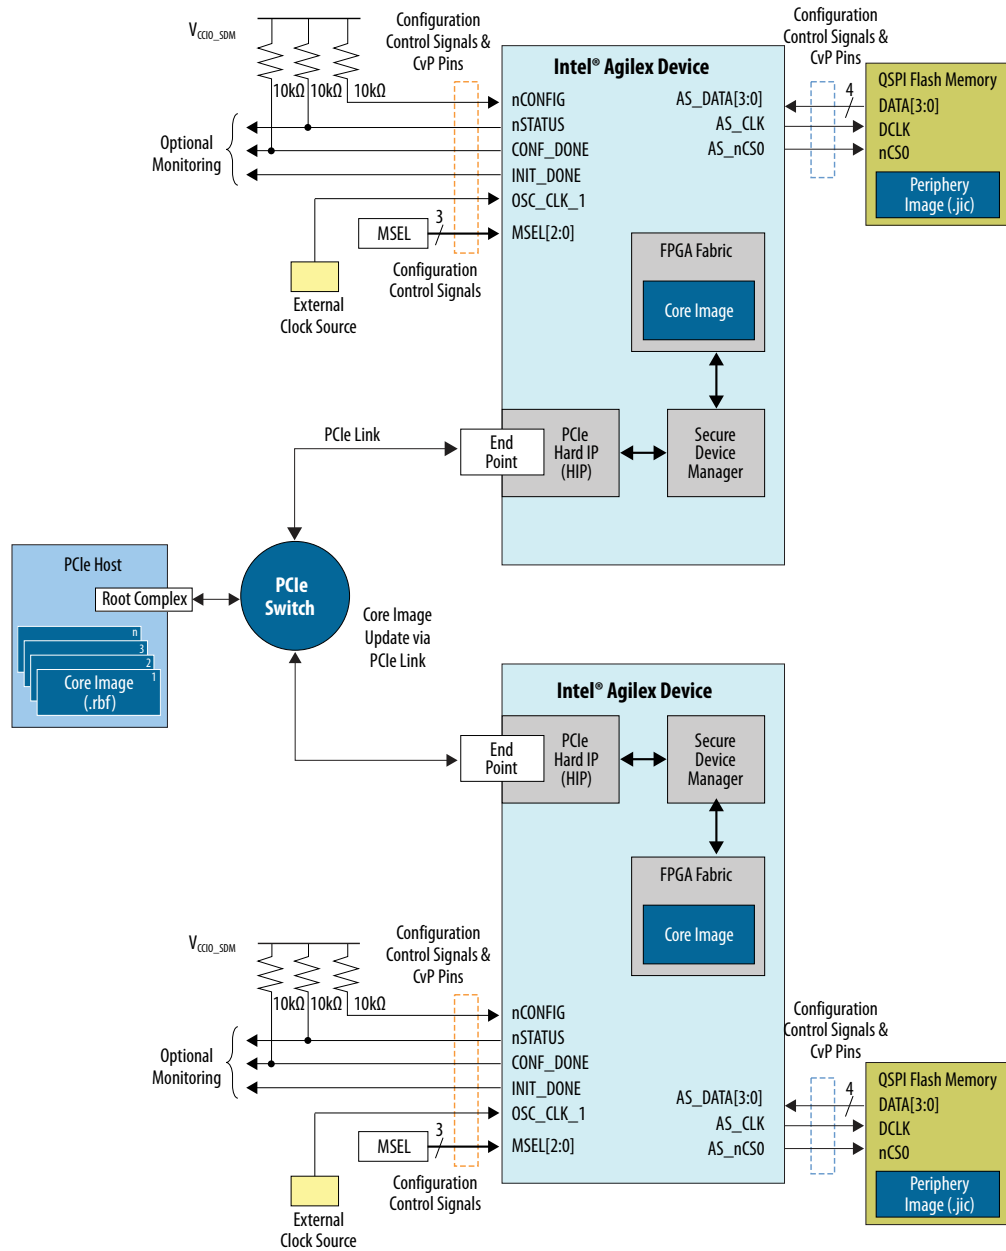 V_CCIO_SDM
10kΩ
10kΩ
10kΩ
Configuration
Control Signals &
CvP Pins
Optional
Monitoring
MSEL
3
External
Clock Source
Configuration
Control Signals
Intel® Agilex Device
nCONFIG
nSTATUS
CONF_DONE
INIT_DONE
OSC_CLK_1
MSEL[2:0]
AS_DATA[3:0]
AS_CLK
AS_nCS0
Configuration
Control Signals &
CvP Pins
4
QSPI Flash Memory
DATA[3:0]
DCLK
nCS0
Periphery
Image (.jic)
FPGA Fabric
Core Image
PCIe Link
End
Point
PCIe
Hard IP
(HIP)
Secure
Device
Manager
PCIe Host
Root Complex
n
3
2
1
Core Image
(.rbf)
PCIe
Switch
Core Image
Update via
PCIe Link
Intel® Agilex Device
End
Point
PCIe
Hard IP
(HIP)
Secure
Device
Manager
FPGA Fabric
Core Image
V_CCIO_SDM
10kΩ
10kΩ
10kΩ
Configuration
Control Signals &
CvP Pins
Optional
Monitoring
MSEL
3
External
Clock Source
Configuration
Control Signals
nCONFIG
nSTATUS
CONF_DONE
INIT_DONE
OSC_CLK_1
MSEL[2:0]
AS_DATA[3:0]
AS_CLK
AS_nCS0
Configuration
Control Signals &
CvP Pins
4
QSPI Flash Memory
DATA[3:0]
DCLK
nCS0
Periphery
Image (.jic)